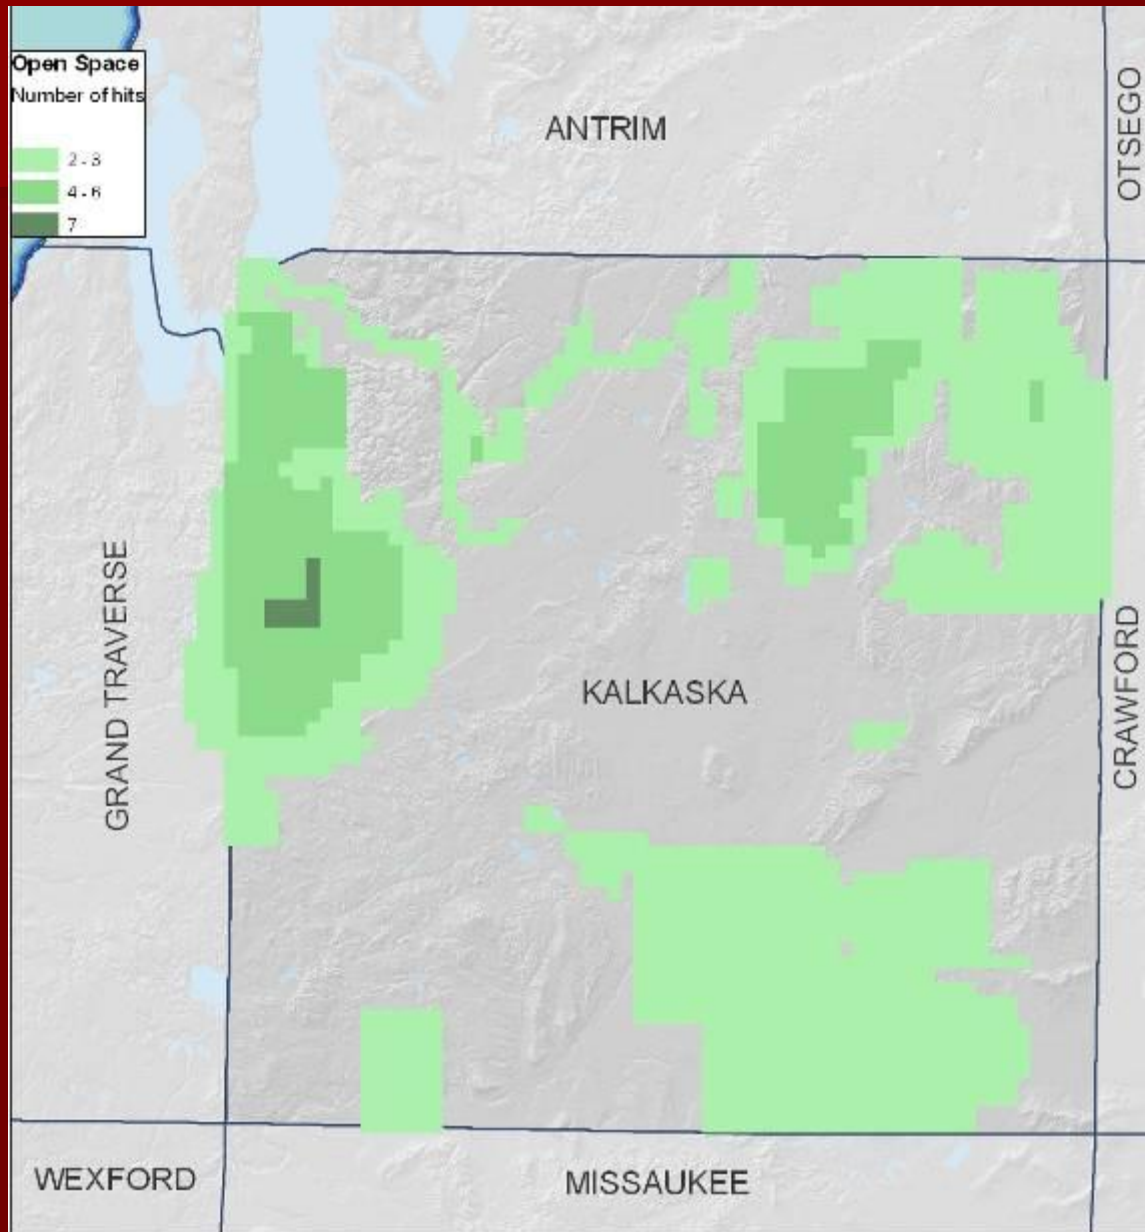 Open Space
Number of hits
2 - 3
4 - 6
7
ANTRIM
OTSEGO
GRAND TRAVERSE
KALKASKA
CRAWFORD
WEXFORD
MISSAUKEE